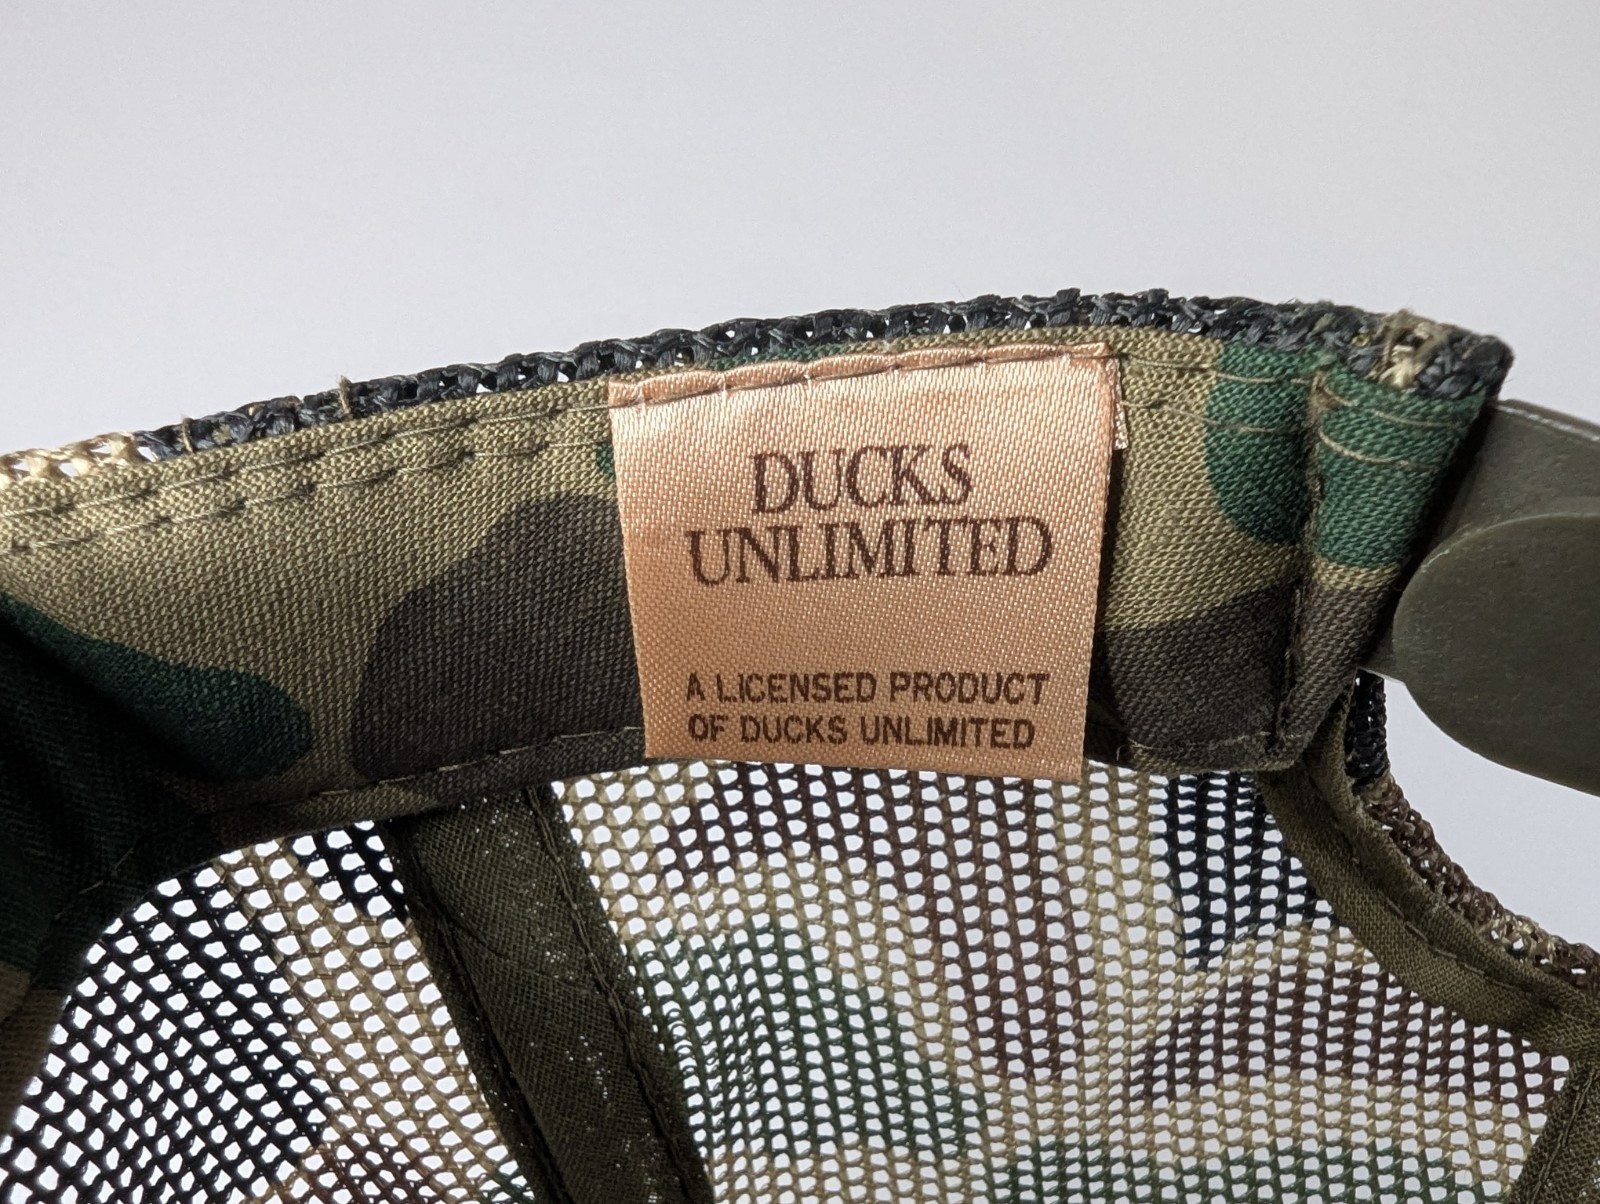 DUCKS
UNLIMITED
A LICENSED PRODUCT
OF DUCKS UNLIMITED